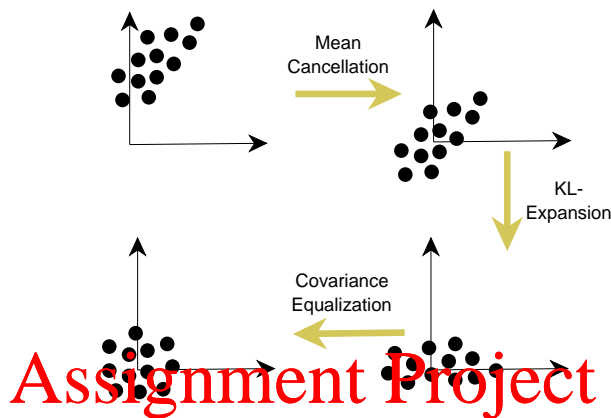 Mean
Cancellation
KL-
Expansion
Covariance
Equalization
Assignment Project